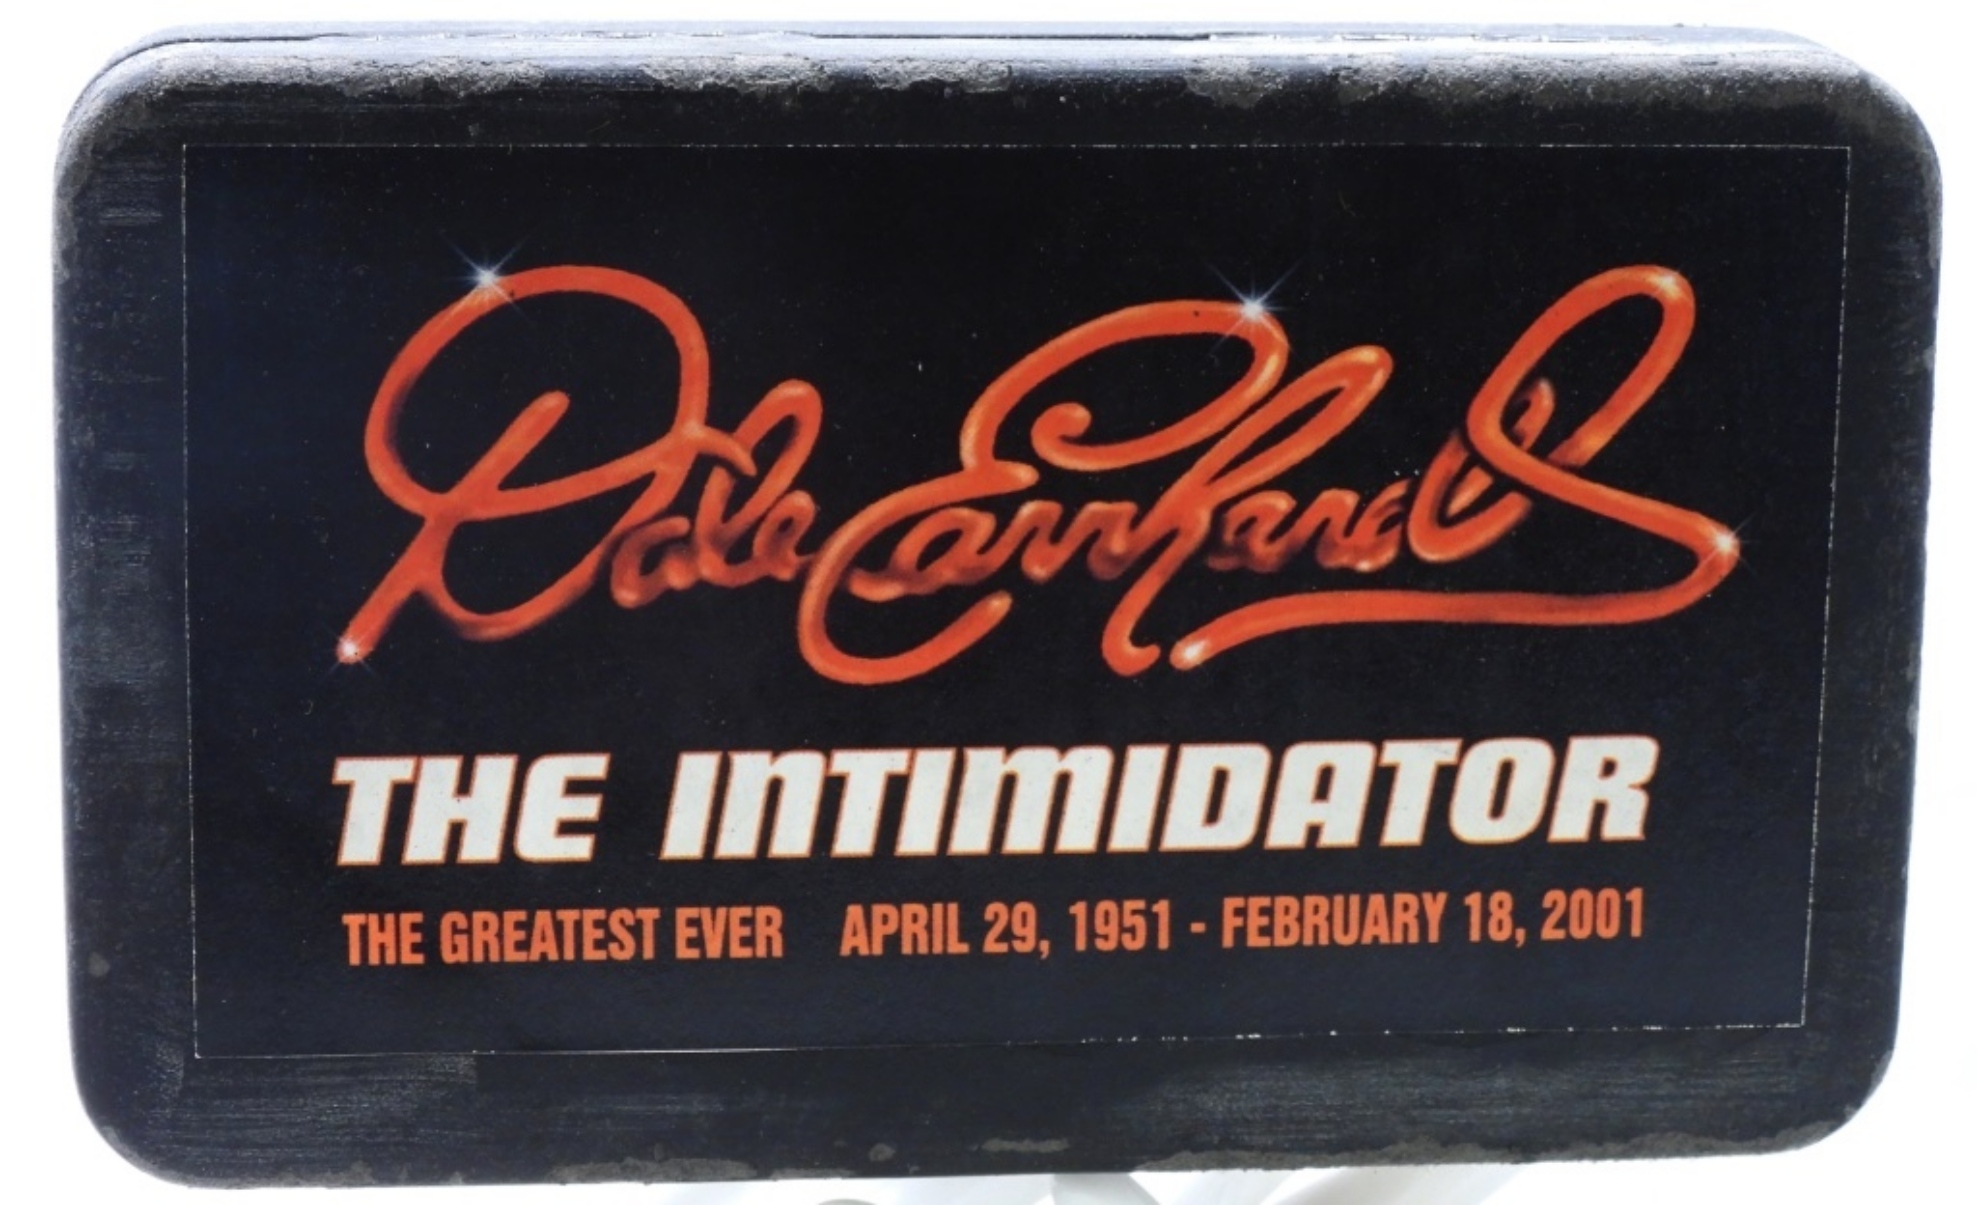 Dale Earnhardt
THE INTIMIDATOR
THE GREATEST EVER APRIL 29, 1951 - FEBRUARY 18, 2001